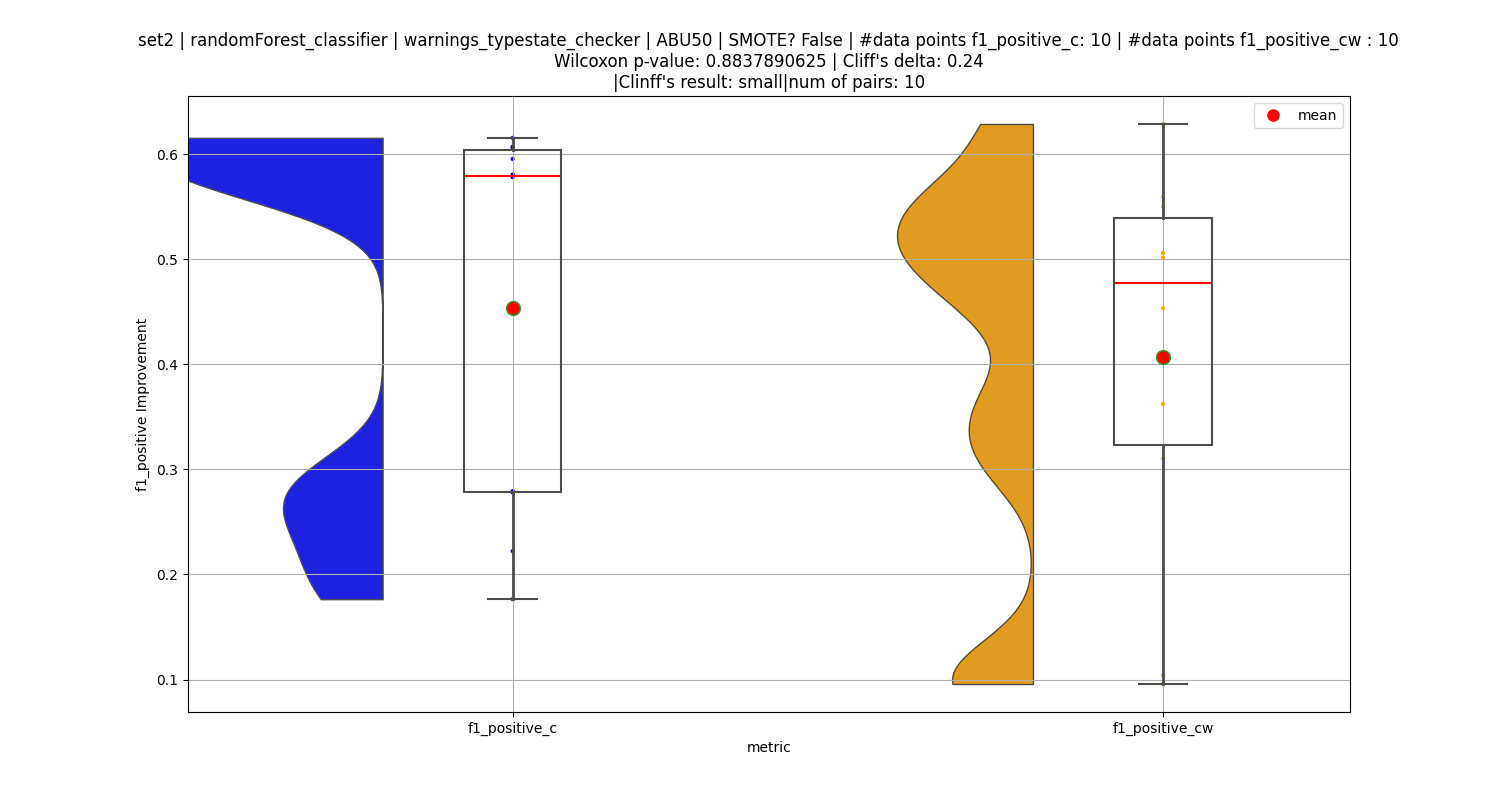 set2 | randomForest_classifier | warnings_typestate_checker | ABU50 | SMOTE? False | #data points f1_positive_c: 10 | #data points f1_positive_cw : 10
Wilcoxon p-value: 0.8837890625 | Cliff's delta: 0.24
|Clinff's result: small|num of pairs: 10
mean
0.6
0.5
0.4
0.3
0.2
0.1
f1_positive Improvement
f1_positive_c
f1_positive_cw
metric